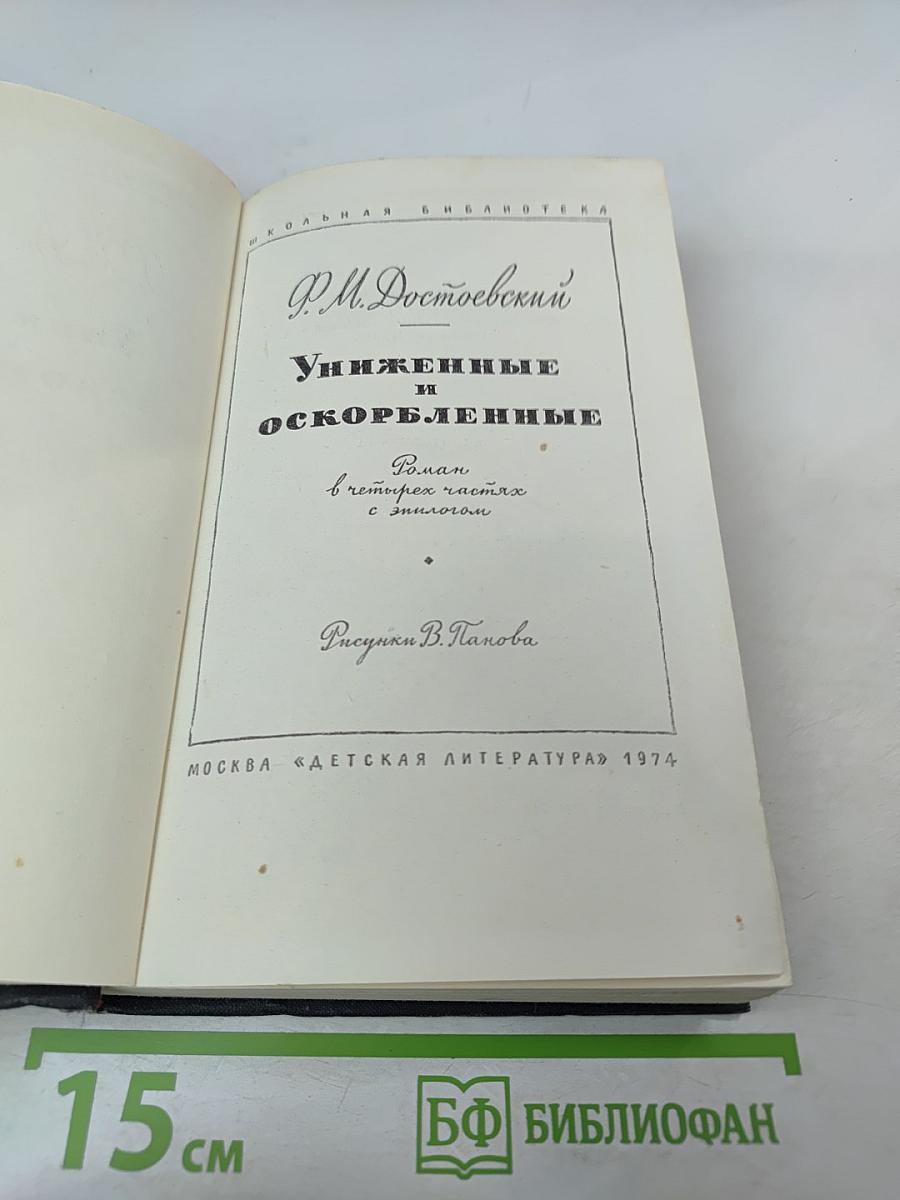 ШКОЛЬНАЯ БИБЛИОТЕКА
Ф. М. Достоевский
УНИЖЕННЫЕ
И
ОСКОРБЛЕННЫЕ
Роман
в четырех частях
с эпилогом
Рисунки В. Панова
МОСКВА «ДЕТСКАЯ ЛИТЕРАТУРА» 1974
15 см
БФ БИБЛИОФАН